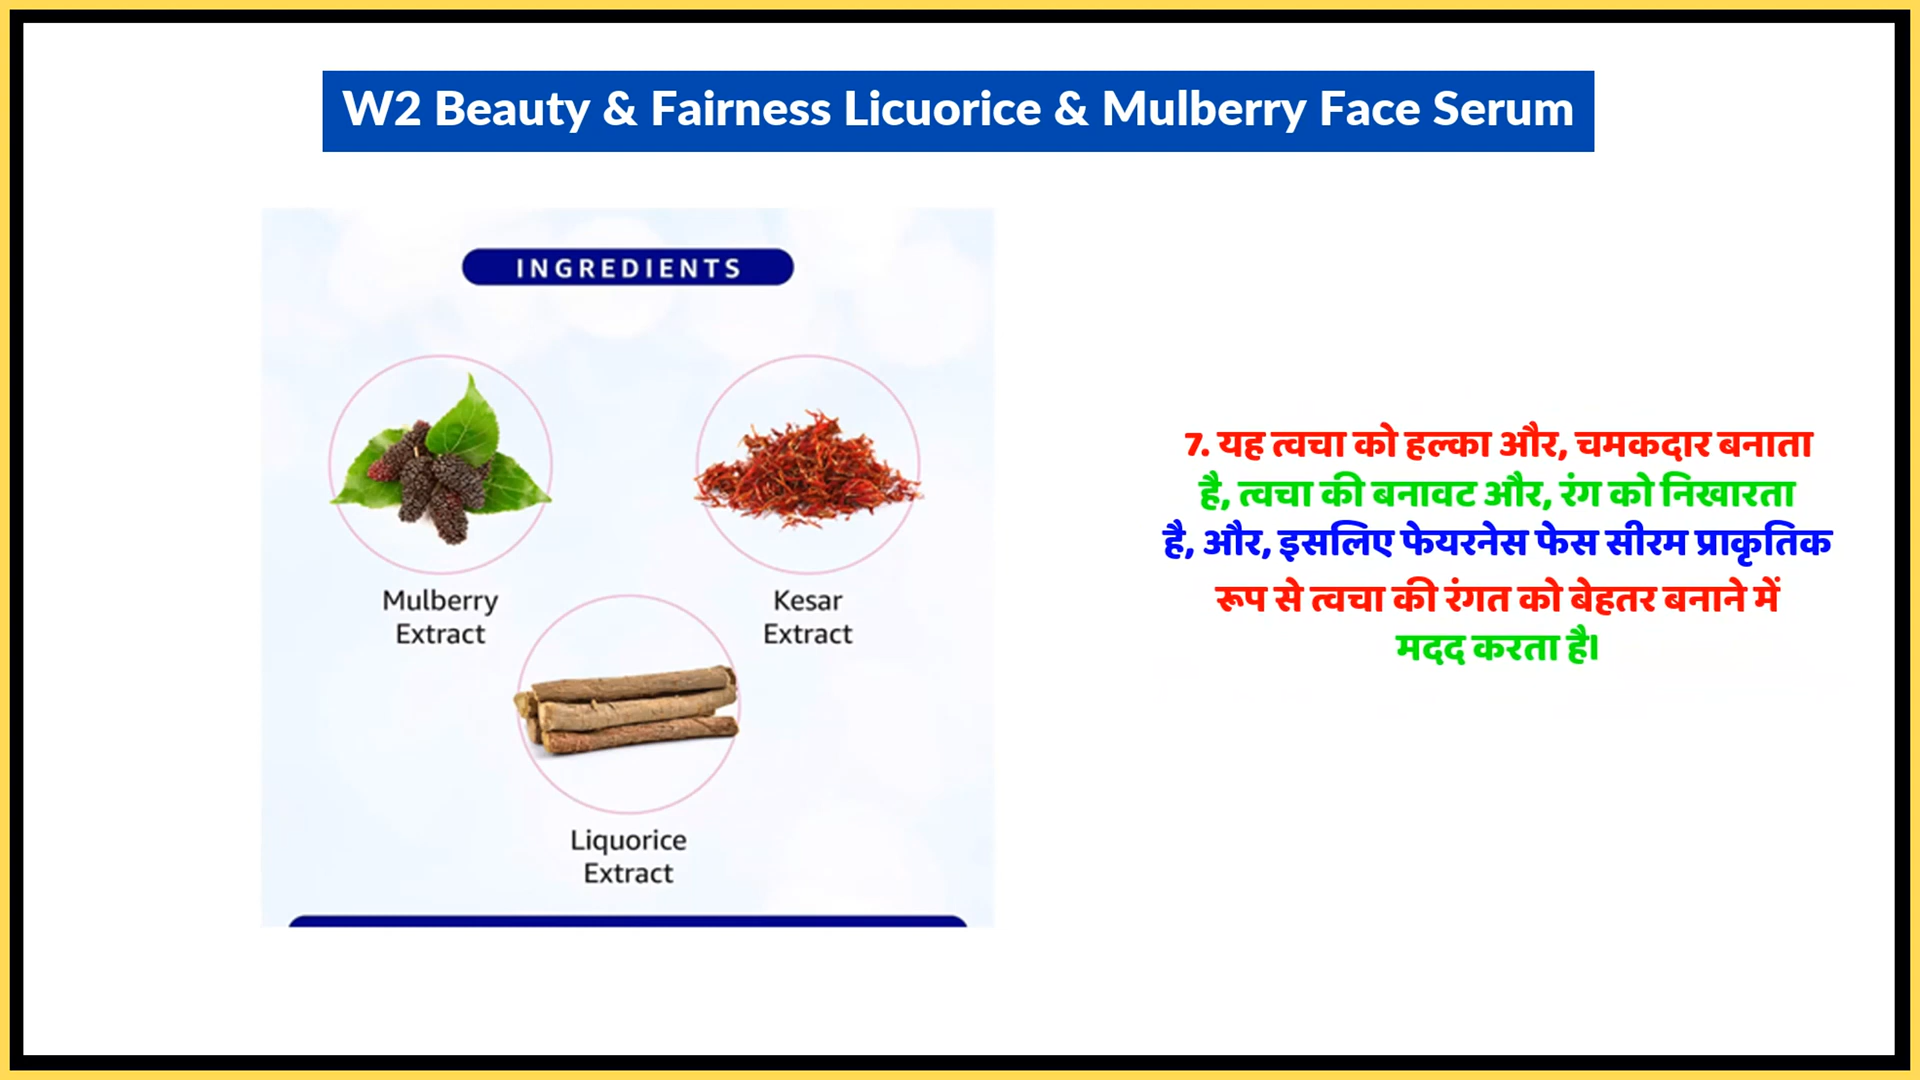 W2 Beauty & Fairness Licuorice & Mulberry Face Serum
INGREDIENTS
Mulberry
Extract
Kesar
Extract
Liquorice
Extract
7. यह त्वचा को हल्का और, चमकदार बनाता
है, त्वचा की बनावट और, रंग को निखारता
है, और, इसलिए फेयरनेस फेस सीरम प्राकृतिक
रूप से त्वचा की रंगत को बेहतर बनाने में
मदद करता है।